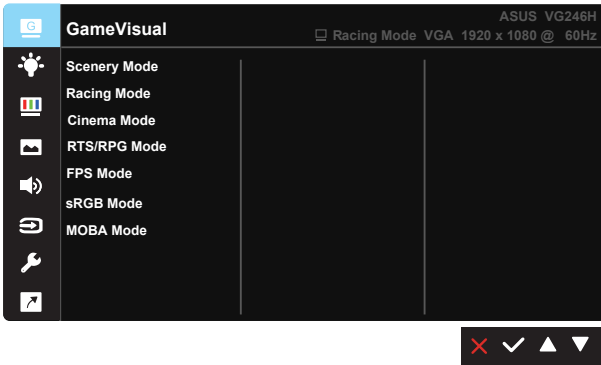 G
GameVisual
ASUS VG246H
Racing Mode VGA 1920 x 1080 @ 60Hz
Scenery Mode
Racing Mode
Cinema Mode
RTS/RPG Mode
FPS Mode
sRGB Mode
MOBA Mode